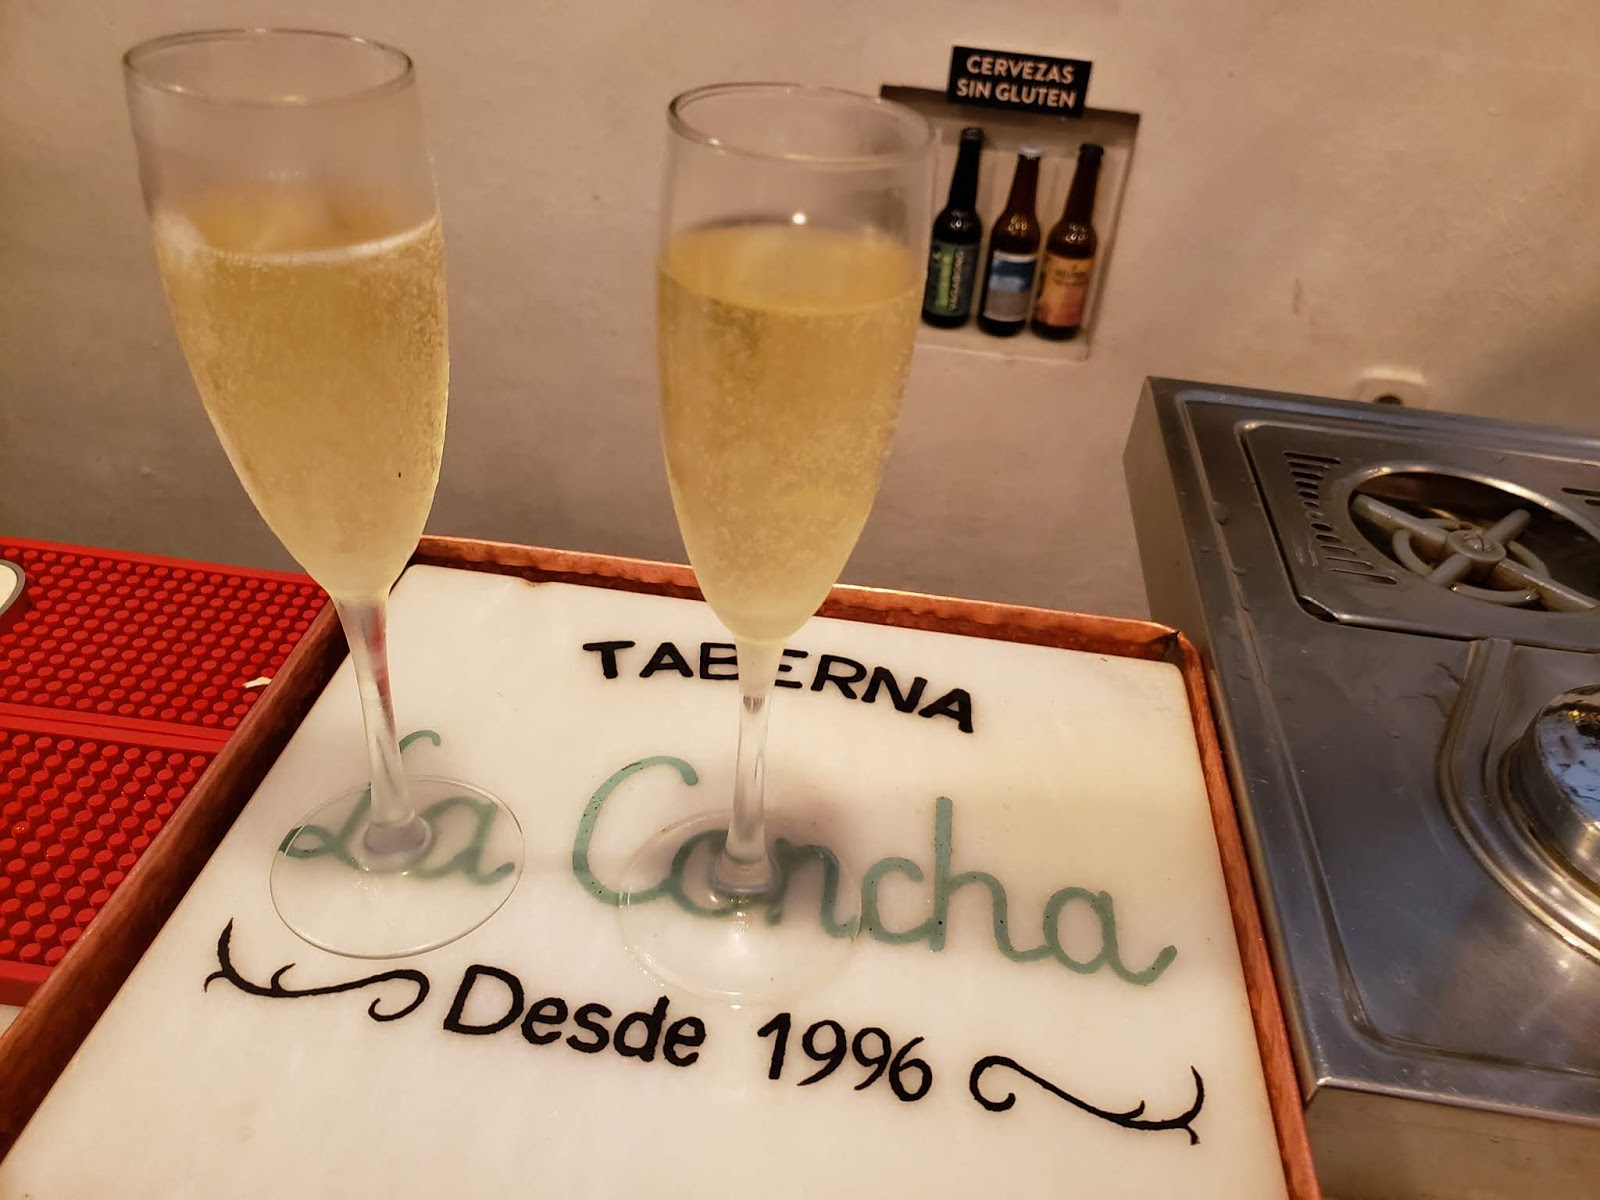 CERVEZAS
SIN GLUTEN
TABERNA
La Concha
Desde 1996